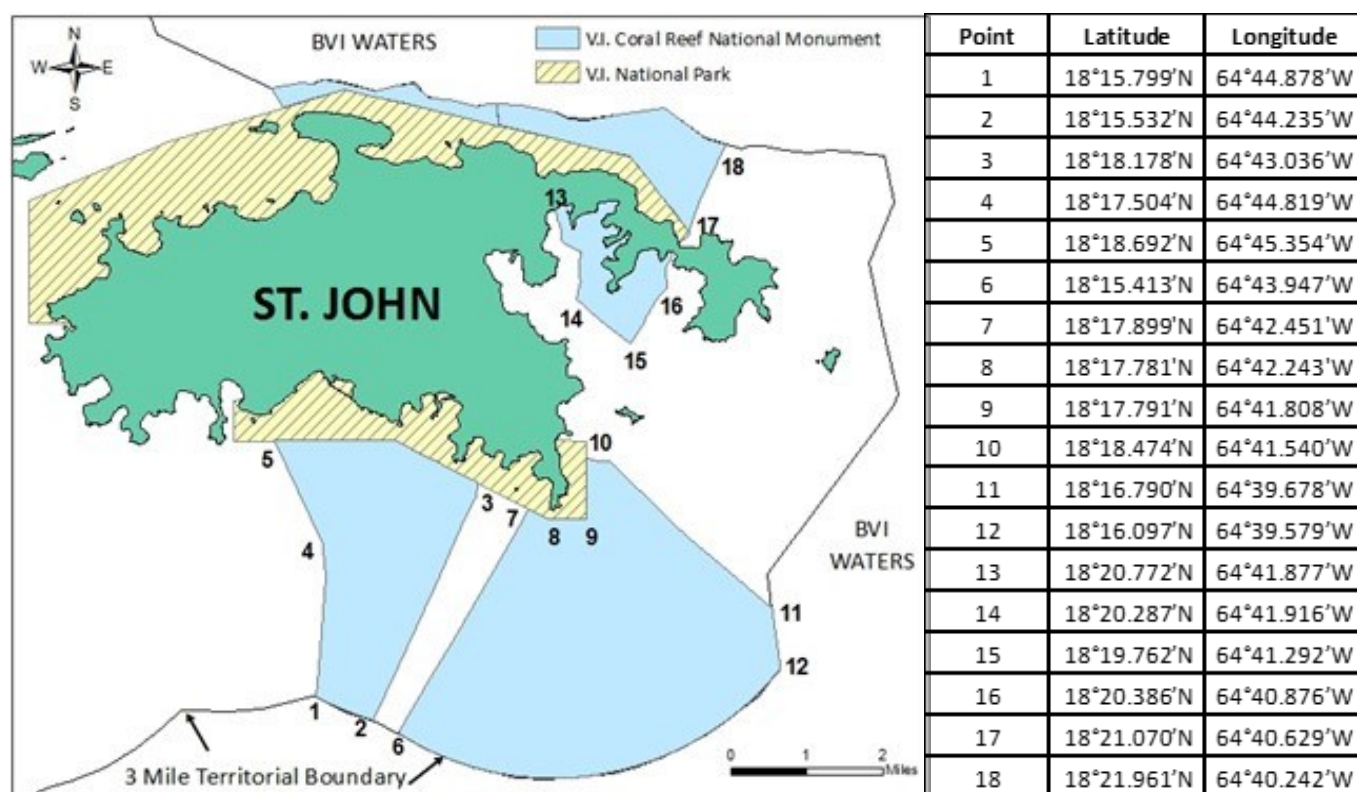 N
W E
S
BVI WATERS
V.I. Coral Reef National Monument
V.I. National Park
18
13
17
ST. JOHN
14
16
15
5
10
3
7
8
9
4
BVI
WATERS
11
12
1
2
6
3 Mile Territorial Boundary
0 1 2
Miles
Point Latitude Longitude
1 18°15.799’N 64°44.878’W
2 18°15.532’N 64°44.235’W
3 18°18.178’N 64°43.036’W
4 18°17.504’N 64°44.819’W
5 18°18.692’N 64°45.354’W
6 18°15.413’N 64°43.947’W
7 18°17.899’N 64°42.451'W
8 18°17.781'N 64°42.243'W
9 18°17.791’N 64°41.808’W
10 18°18.474’N 64°41.540’W
11 18°16.790’N 64°39.678’W
12 18°16.097’N 64°39.579’W
13 18°20.772’N 64°41.877’W
14 18°20.287’N 64°41.916’W
15 18°19.762’N 64°41.292’W
16 18°20.386’N 64°40.876’W
17 18°21.070’N 64°40.629’W
18 18°21.961’N 64°40.242’W